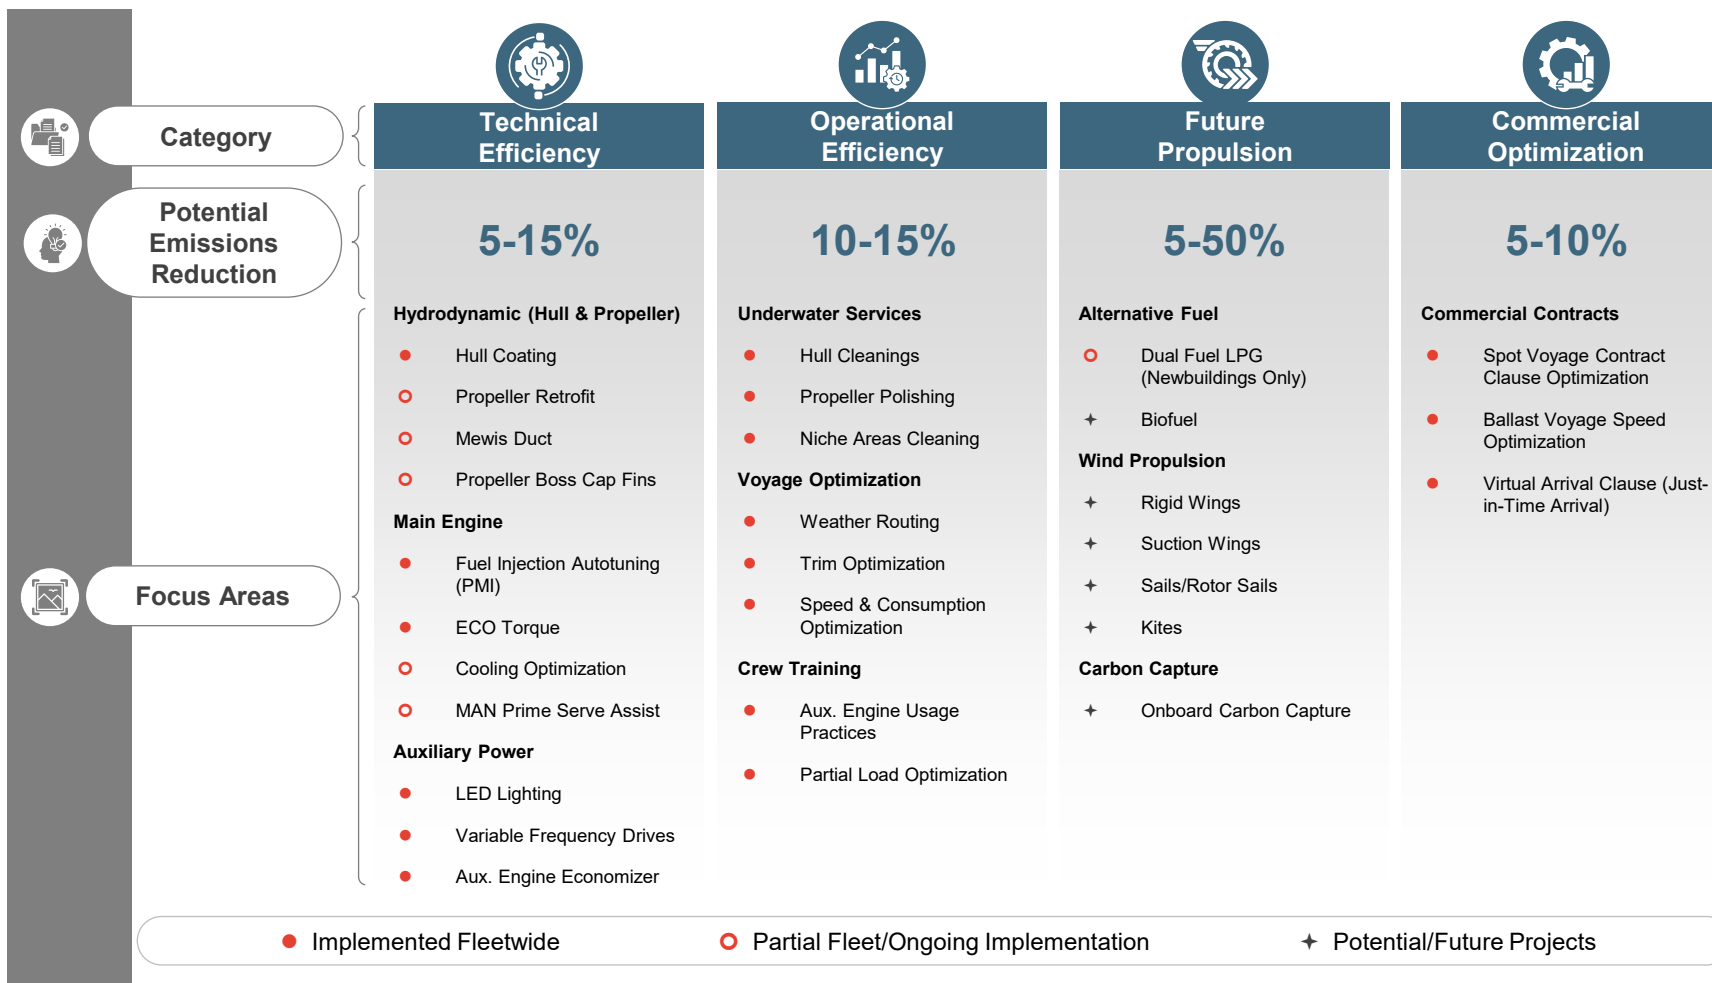 Category
Technical
Efficiency
Operational
Efficiency
Future
Propulsion
Commercial
Optimization
Potential
Emissions
Reduction
5-15%
10-15%
5-50%
5-10%
Focus Areas
Hydrodynamic (Hull & Propeller)
Hull Coating
Propeller Retrofit
Mewis Duct
Propeller Boss Cap Fins
Main Engine
Fuel Injection Autotuning
(PMI)
ECO Torque
Cooling Optimization
MAN Prime Serve Assist
Auxiliary Power
LED Lighting
Variable Frequency Drives
Aux. Engine Economizer
Underwater Services
Hull Cleanings
Propeller Polishing
Niche Areas Cleaning
Voyage Optimization
Weather Routing
Trim Optimization
Speed & Consumption
Optimization
Crew Training
Aux. Engine Usage
Practices
Partial Load Optimization
Alternative Fuel
Dual Fuel LPG
(Newbuildings Only)
Biofuel
Wind Propulsion
Rigid Wings
Suction Wings
Sails/Rotor Sails
Kites
Carbon Capture
Onboard Carbon Capture
Commercial Contracts
Spot Voyage Contract
Clause Optimization
Ballast Voyage Speed
Optimization
Virtual Arrival Clause (Just-
in-Time Arrival)
Implemented Fleetwide
Partial Fleet/Ongoing Implementation
Potential/Future Projects